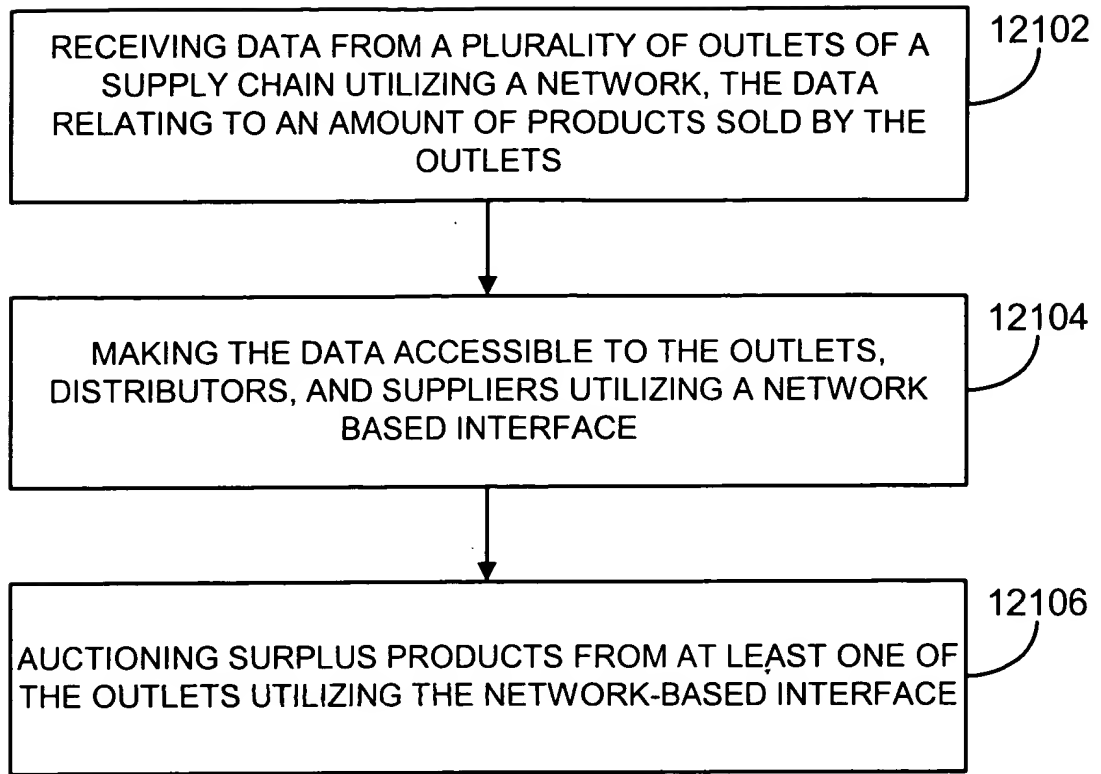 RECEIVING DATA FROM A PLURALITY OF OUTLETS OF A
SUPPLY CHAIN UTILIZING A NETWORK, THE DATA
RELATING TO AN AMOUNT OF PRODUCTS SOLD BY THE
OUTLETS
12102
MAKING THE DATA ACCESSIBLE TO THE OUTLETS,
DISTRIBUTORS, AND SUPPLIERS UTILIZING A NETWORK
BASED INTERFACE
12104
AUCTIONING SURPLUS PRODUCTS FROM AT LEAST ONE OF
THE OUTLETS UTILIZING THE NETWORK-BASED INTERFACE
12106